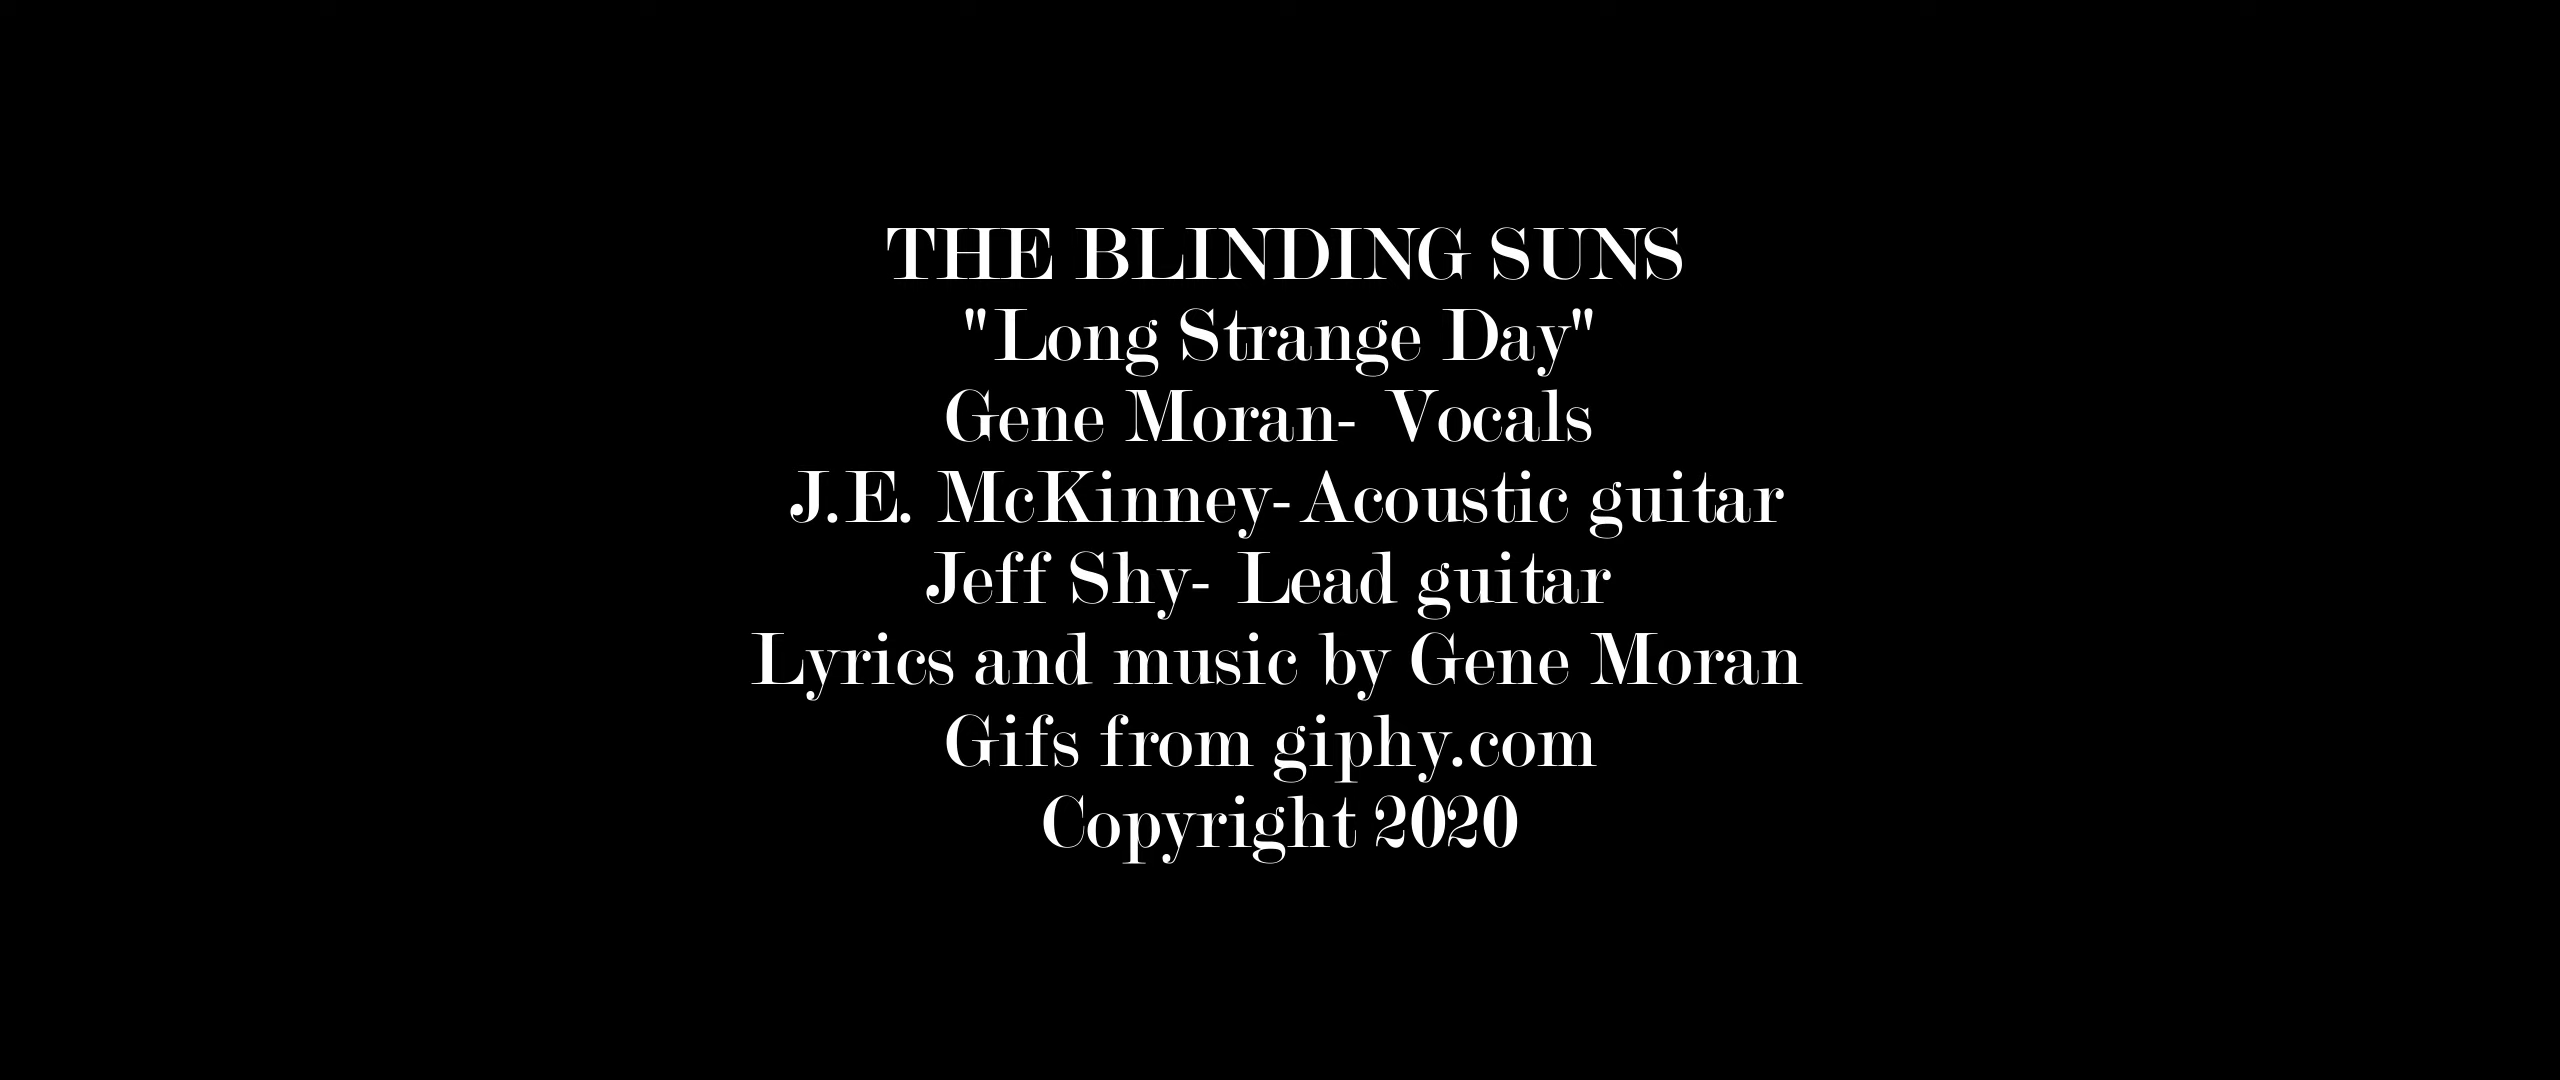 THE BLINDING SUNS
"Long Strange Day"
Gene Moran- Vocals
J.E. McKinney-Acoustic guitar
Jeff Shy- Lead guitar
Lyrics and music by Gene Moran
Gifs from giphy.com
Copyright 2020